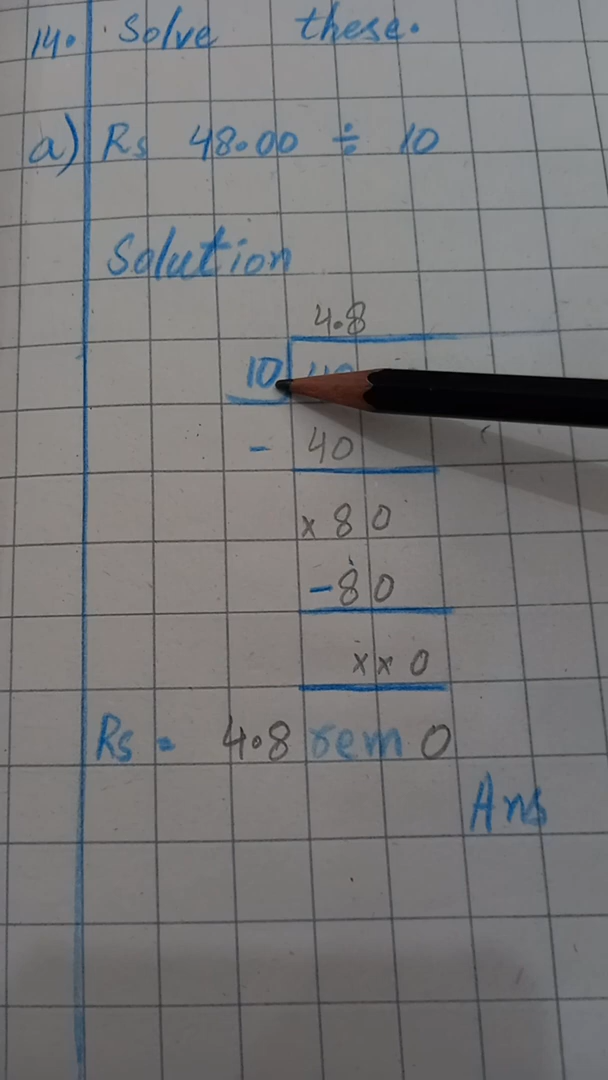 14. Solve these.
a) Rs 48.00 ÷ 10
Solution
4.8
10
- 40
x 8 0
- 8 0
x x 0
Rs = 4.8 rem 0
Ans